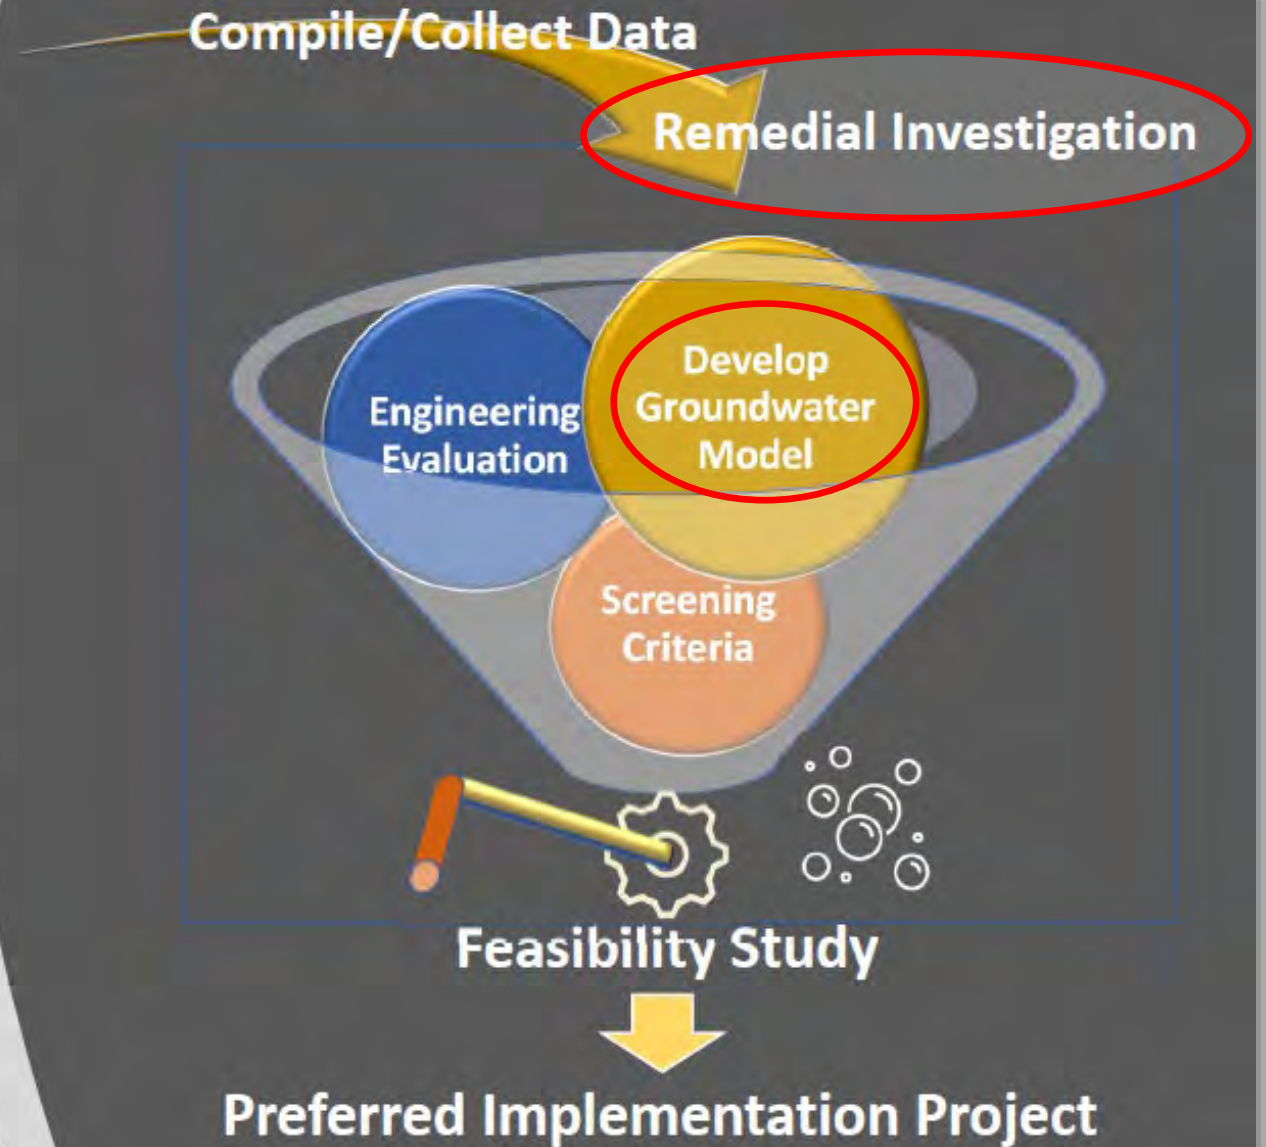 Compile/Collect Data
Remedial Investigation
Develop
Groundwater
Model
Engineering
Evaluation
Screening
Criteria
Feasibility Study
Preferred Implementation Project